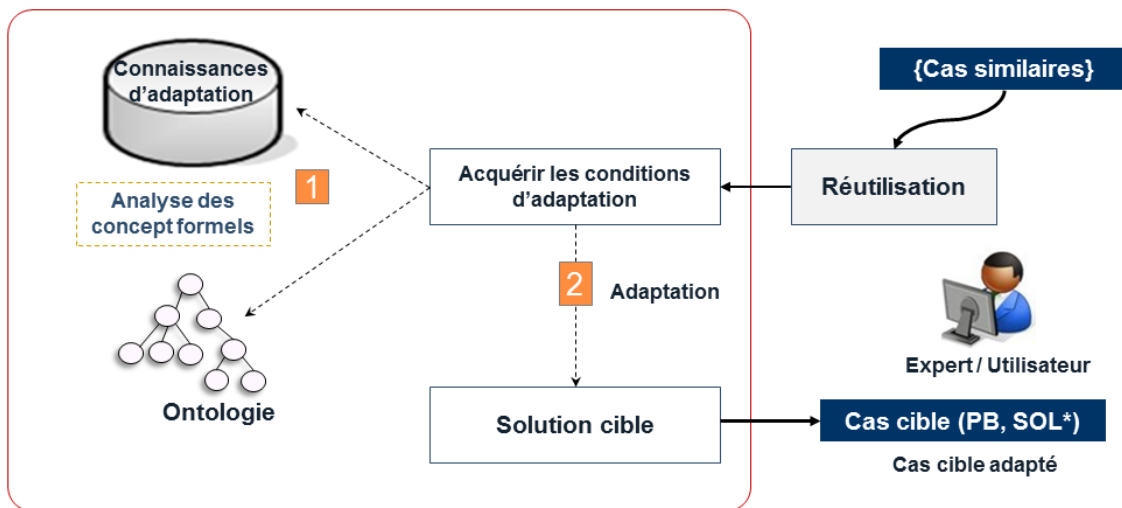 Connaissances
d'adaptation
{Cas similaires}
Acquérir les conditions
d'adaptation
Réutilisation
1
Analyse des
concept formels
2
Adaptation
Expert / Utilisateur
Ontologie
Solution cible
Cas cible (PB, SOL*)
Cas cible adapté